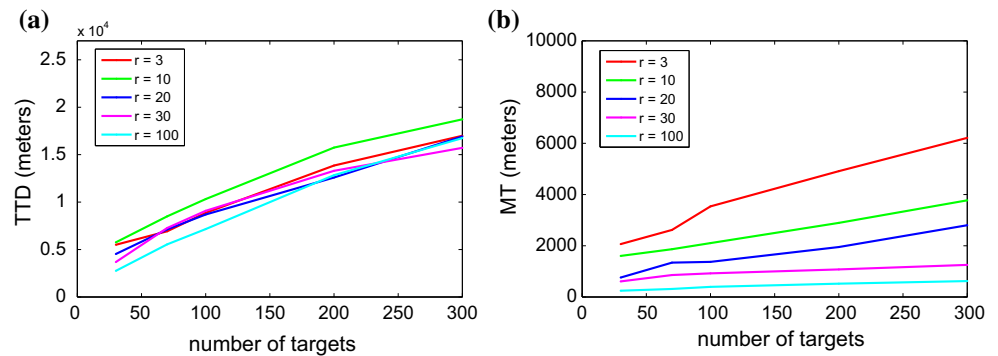 (a)
x 10⁴
2.5
2
1.5
1
0.5
0
TTD (meters)
r = 3
r = 10
r = 20
r = 30
r = 100
0 50 100 150 200 250 300
number of targets
(b)
10000
8000
6000
4000
2000
0
MT (meters)
r = 3
r = 10
r = 20
r = 30
r = 100
0 50 100 150 200 250 300
number of targets